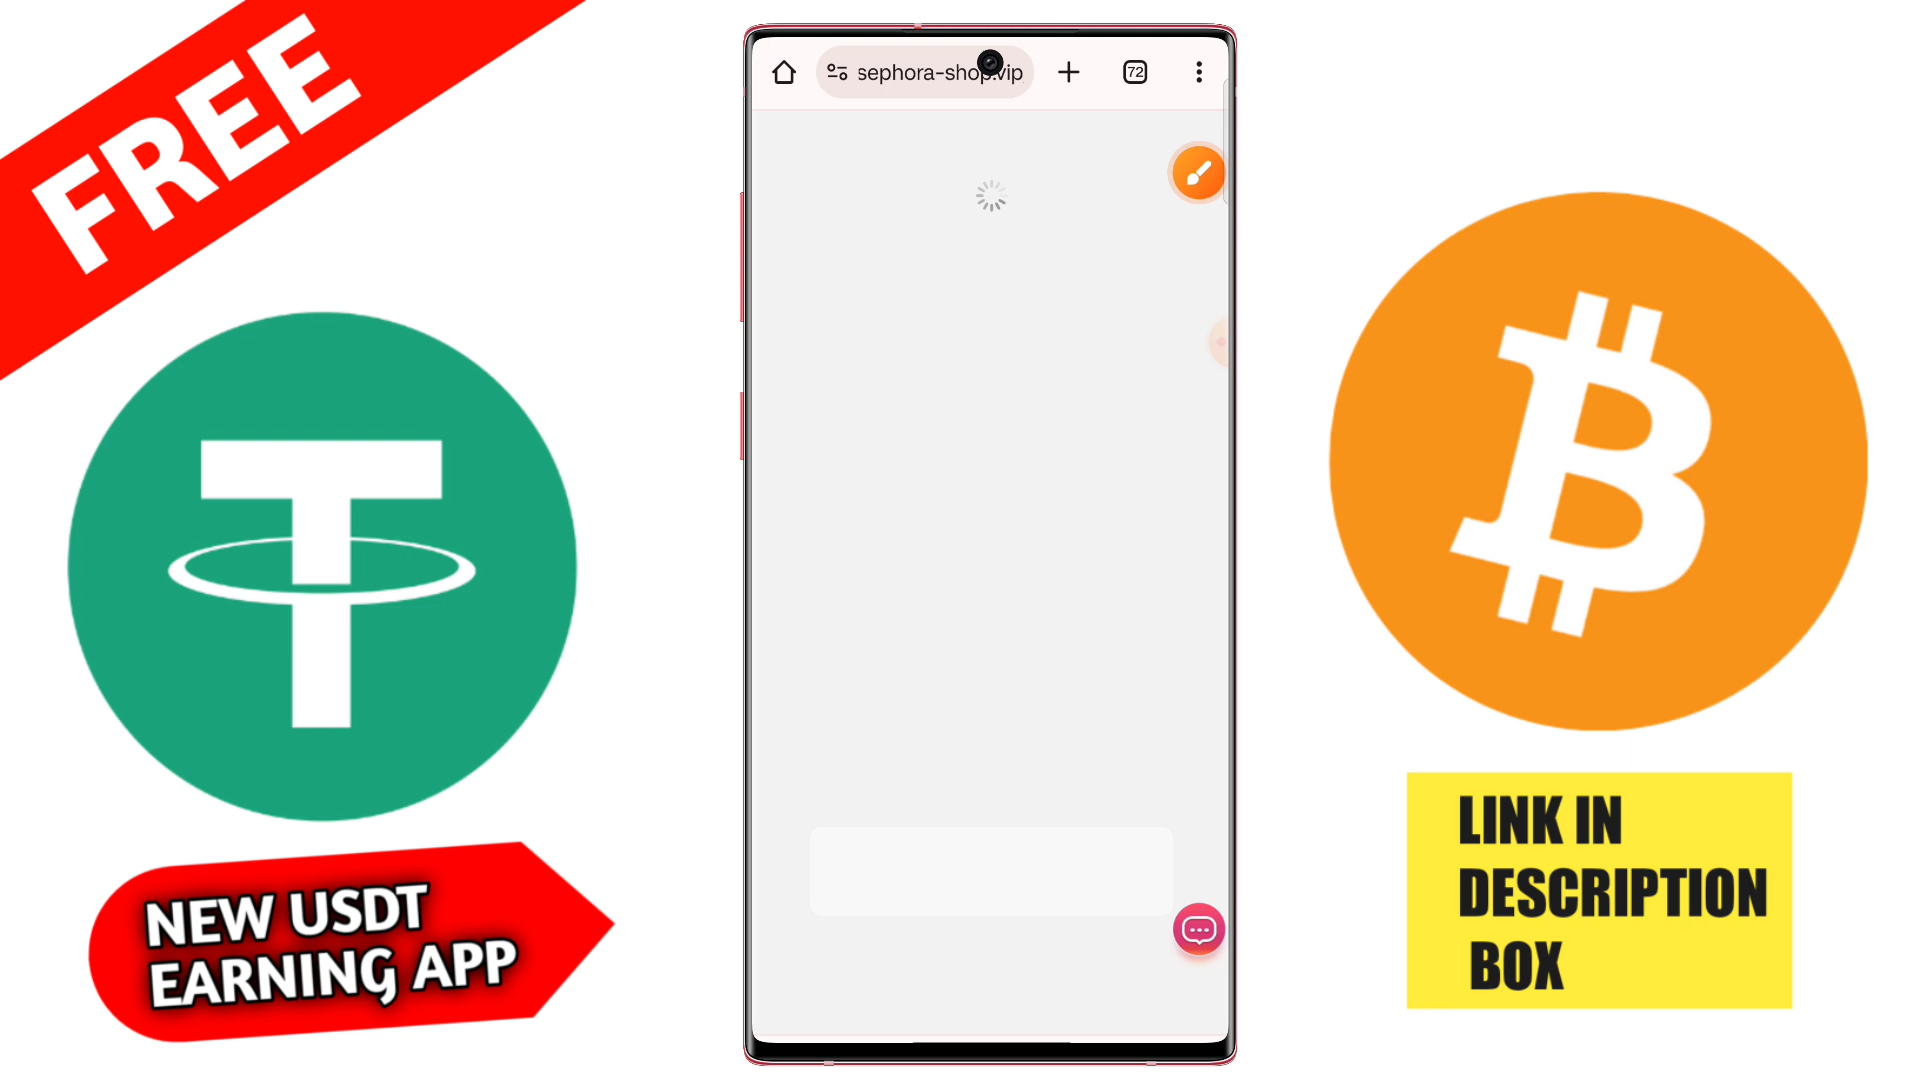 FREE
sephora-shop.vip
72
NEW USDT
EARNING APP
LINK IN
DESCRIPTION
BOX